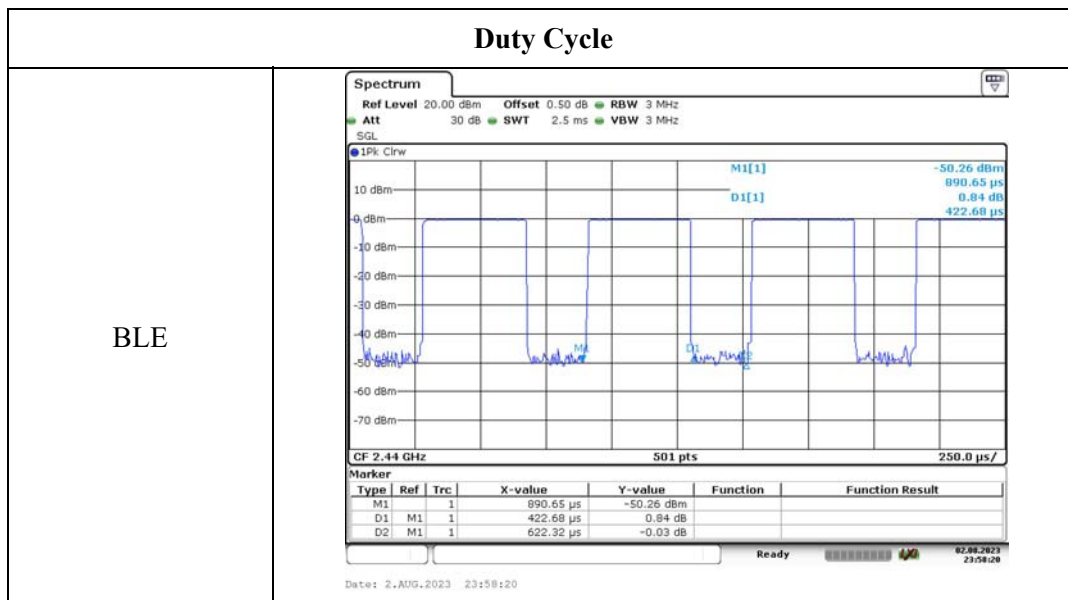 Duty Cycle
BLE
Spectrum
Ref Level 20.00 dBm Offset 0.50 dB RBW 3 MHz
Att 30 dB SWT 2.5 ms VBW 3 MHz
SGL
1Pk Clrw
M1[1] -50.26 dBm
890.65 µs
10 dBm
D1[1] 0.84 dB
422.68 µs
0 dBm
-10 dBm
-20 dBm
-30 dBm
-40 dBm
M1 D1 D2
-50 dBm
-60 dBm
-70 dBm
CF 2.44 GHz 501 pts 250.0 µs/
Marker
Type Ref Trc X-value Y-value Function Function Result
M1 1 890.65 µs -50.26 dBm
D1 M1 1 422.68 µs 0.84 dB
D2 M1 1 622.32 µs -0.03 dB
Ready 02.08.2023
23:58:20
Date: 2.AUG.2023 23:58:20